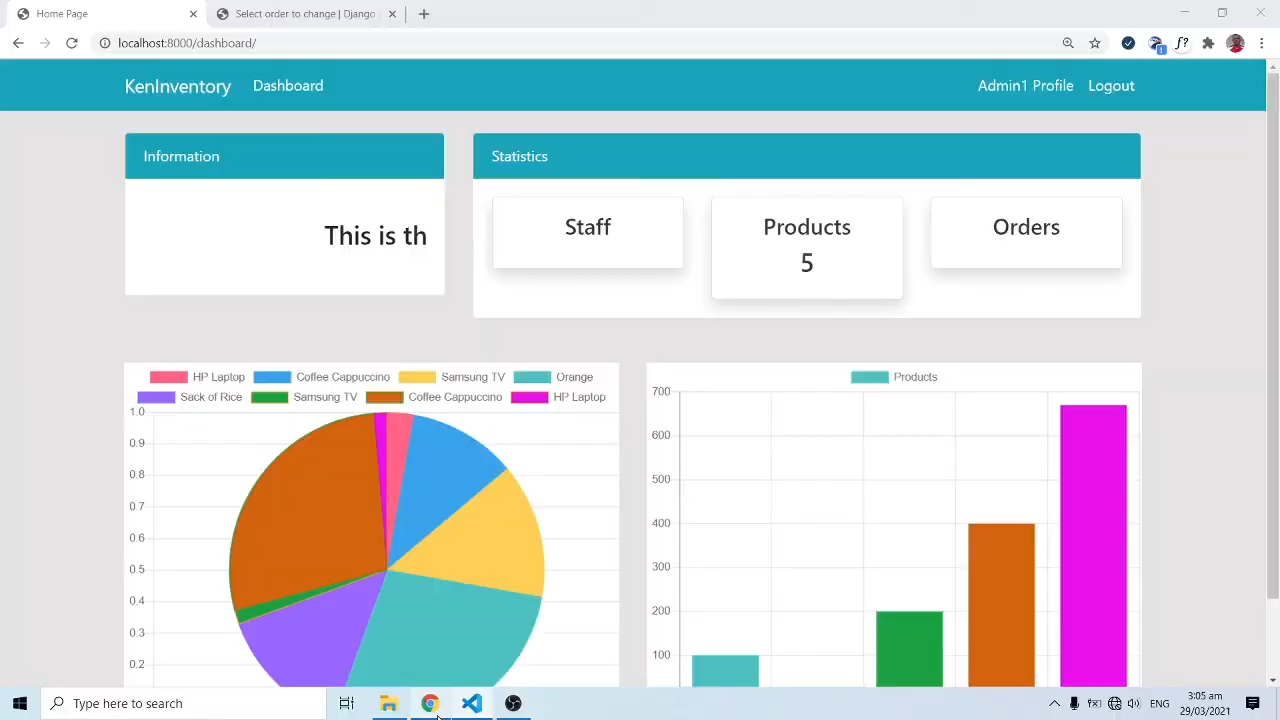 Home Page
Select order to change | Django
localhost:8000/dashboard/
KenInventory
Dashboard
Admin1 Profile
Logout
Information
This is th
Statistics
Staff
Products
5
Orders
HP Laptop
Coffee Cappuccino
Samsung TV
Orange
Sack of Rice
Samsung TV
Coffee Cappuccino
HP Laptop
1.0
0.9
0.8
0.7
0.6
0.5
0.4
0.3
0.2
Products
700
600
500
400
300
200
100
Type here to search
ENG
3:05 am
29/03/2021